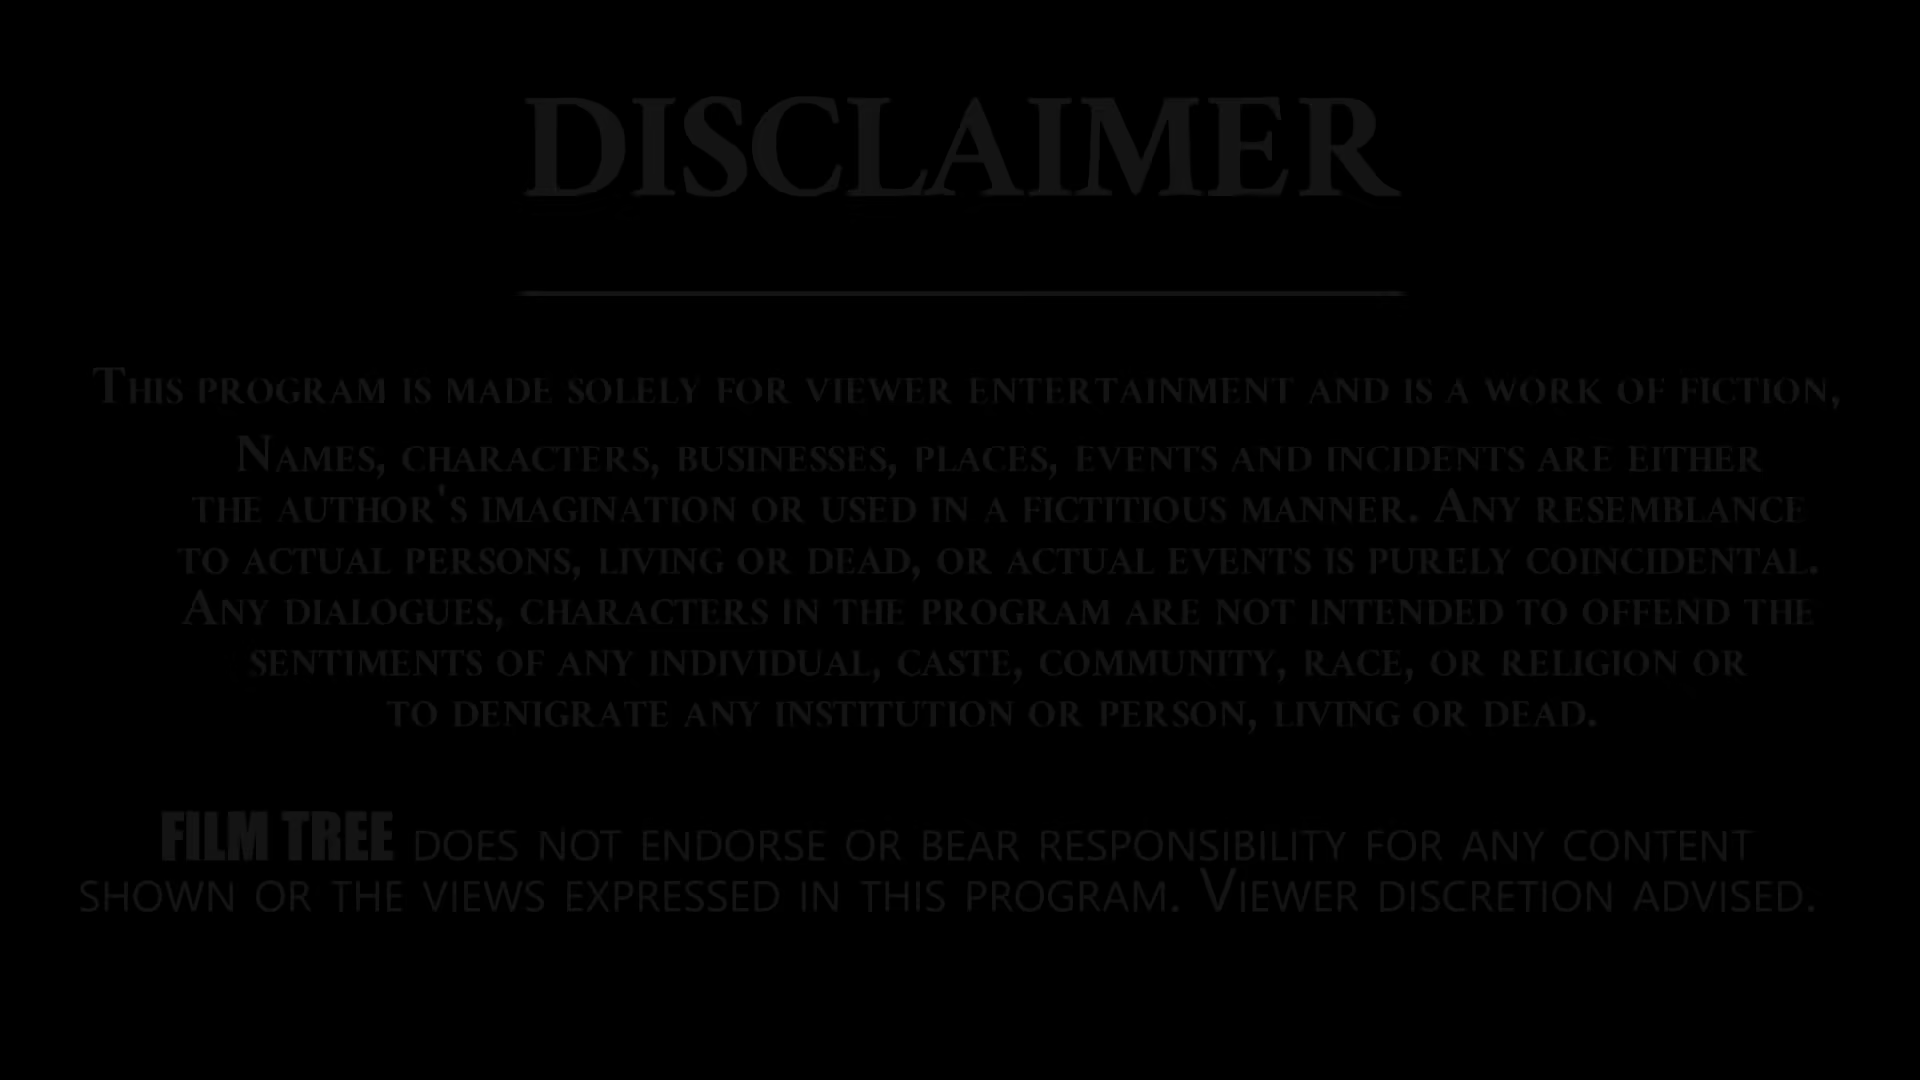 DISCLAIMER
This program is made solely for viewer entertainment and is a work of fiction,
Names, characters, businesses, places, events and incidents are either
the author's imagination or used in a fictitious manner. Any resemblance
to actual persons, living or dead, or actual events is purely coincidental.
Any dialogues, characters in the program are not intended to offend the
sentiments of any individual, caste, community, race, or religion or
to denigrate any institution or person, living or dead.
FILM TREE does not endorse or bear responsibility for any content
shown or the views expressed in this program. Viewer discretion advised.